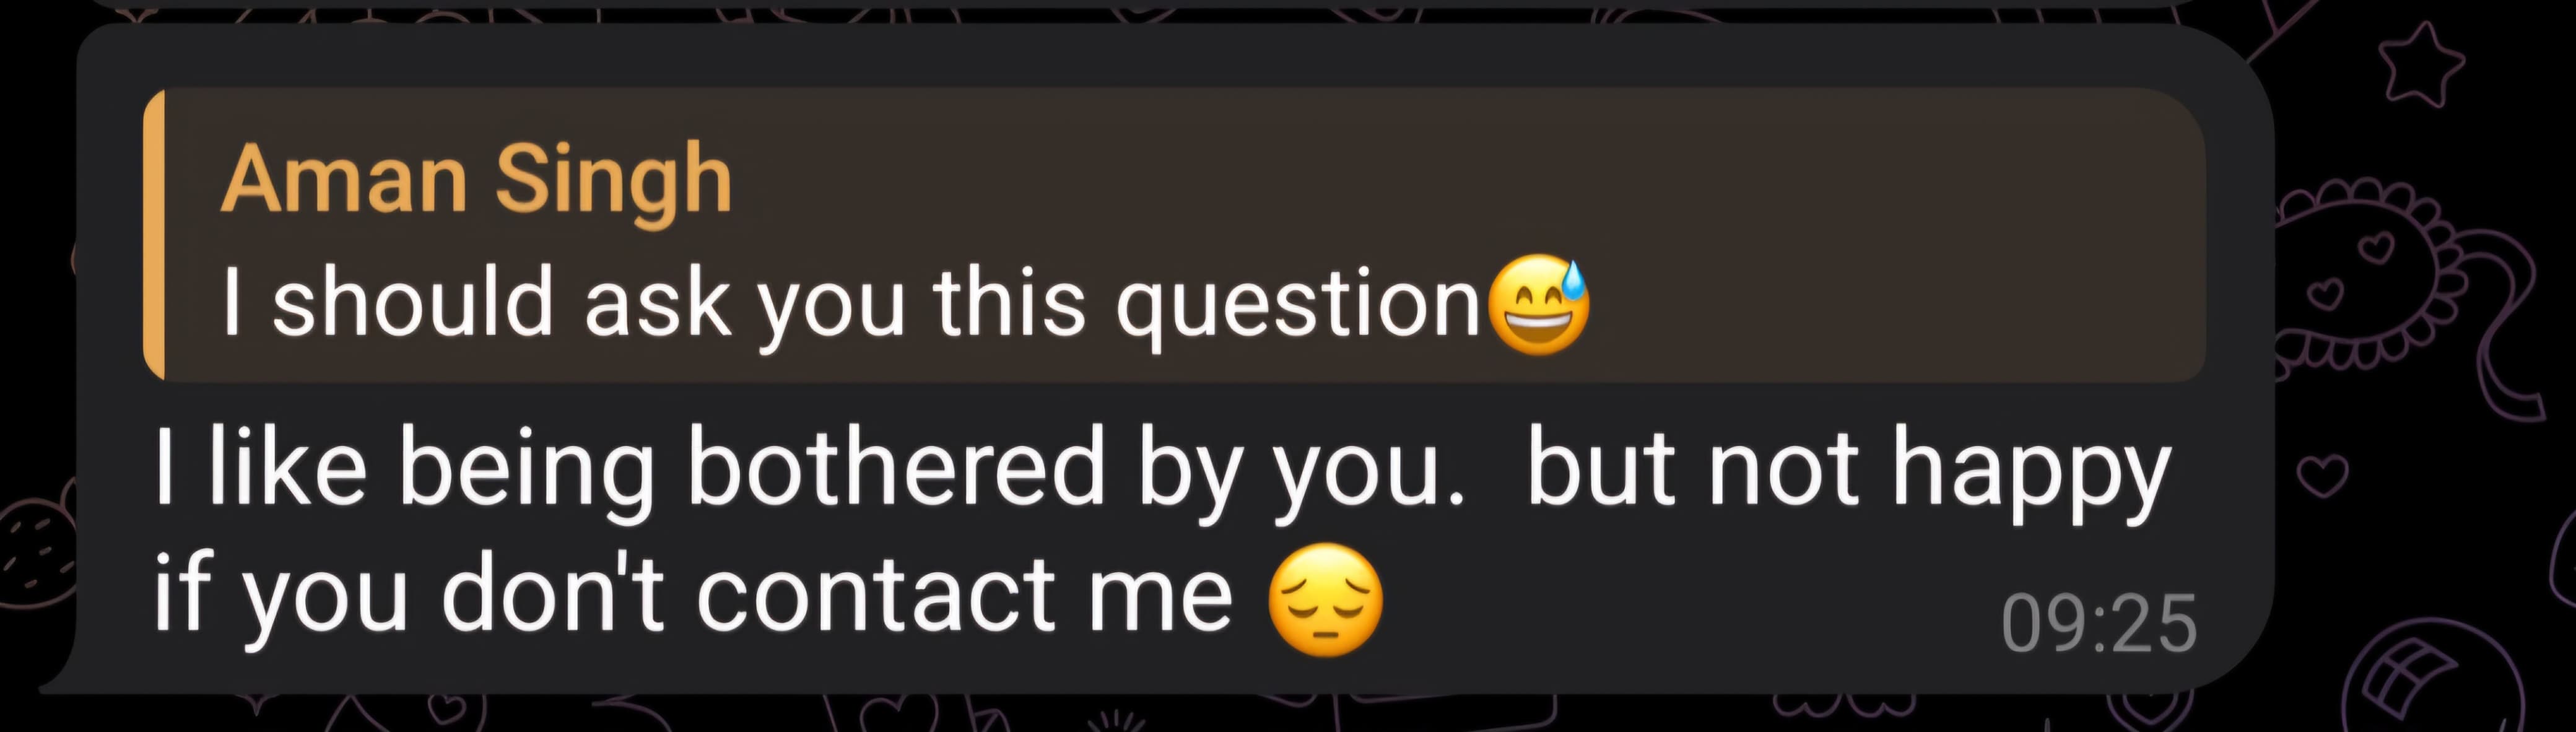 Aman Singh
I should ask you this question😅
I like being bothered by you.  but not happy
if you don't contact me 😔
09:25